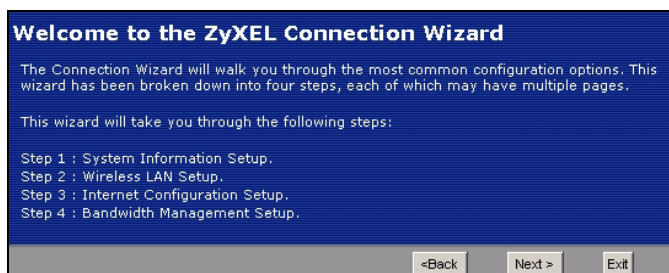 Welcome to the ZyXEL Connection Wizard
The Connection Wizard will walk you through the most common configuration options. This
wizard has been broken down into four steps, each of which may have multiple pages.
This wizard will take you through the following steps:
Step 1 : System Information Setup.
Step 2 : Wireless LAN Setup.
Step 3 : Internet Configuration Setup.
Step 4 : Bandwidth Management Setup.
<Back Next > Exit